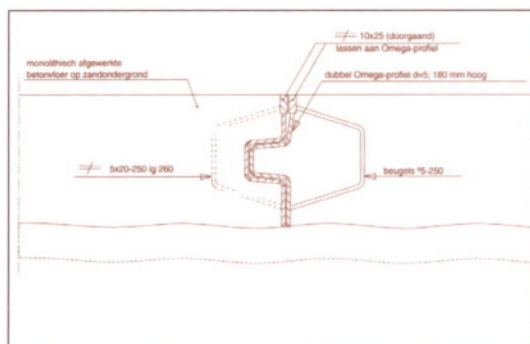 10x25 (doorgaand)
lassen aan Omega-profiel
monolithisch afgewerkte
betonvloer op zandondergrond
dubbel Omega-profiel d=5, 180 mm hoog
5x20-250 lg 260
beugels ⁰5-250